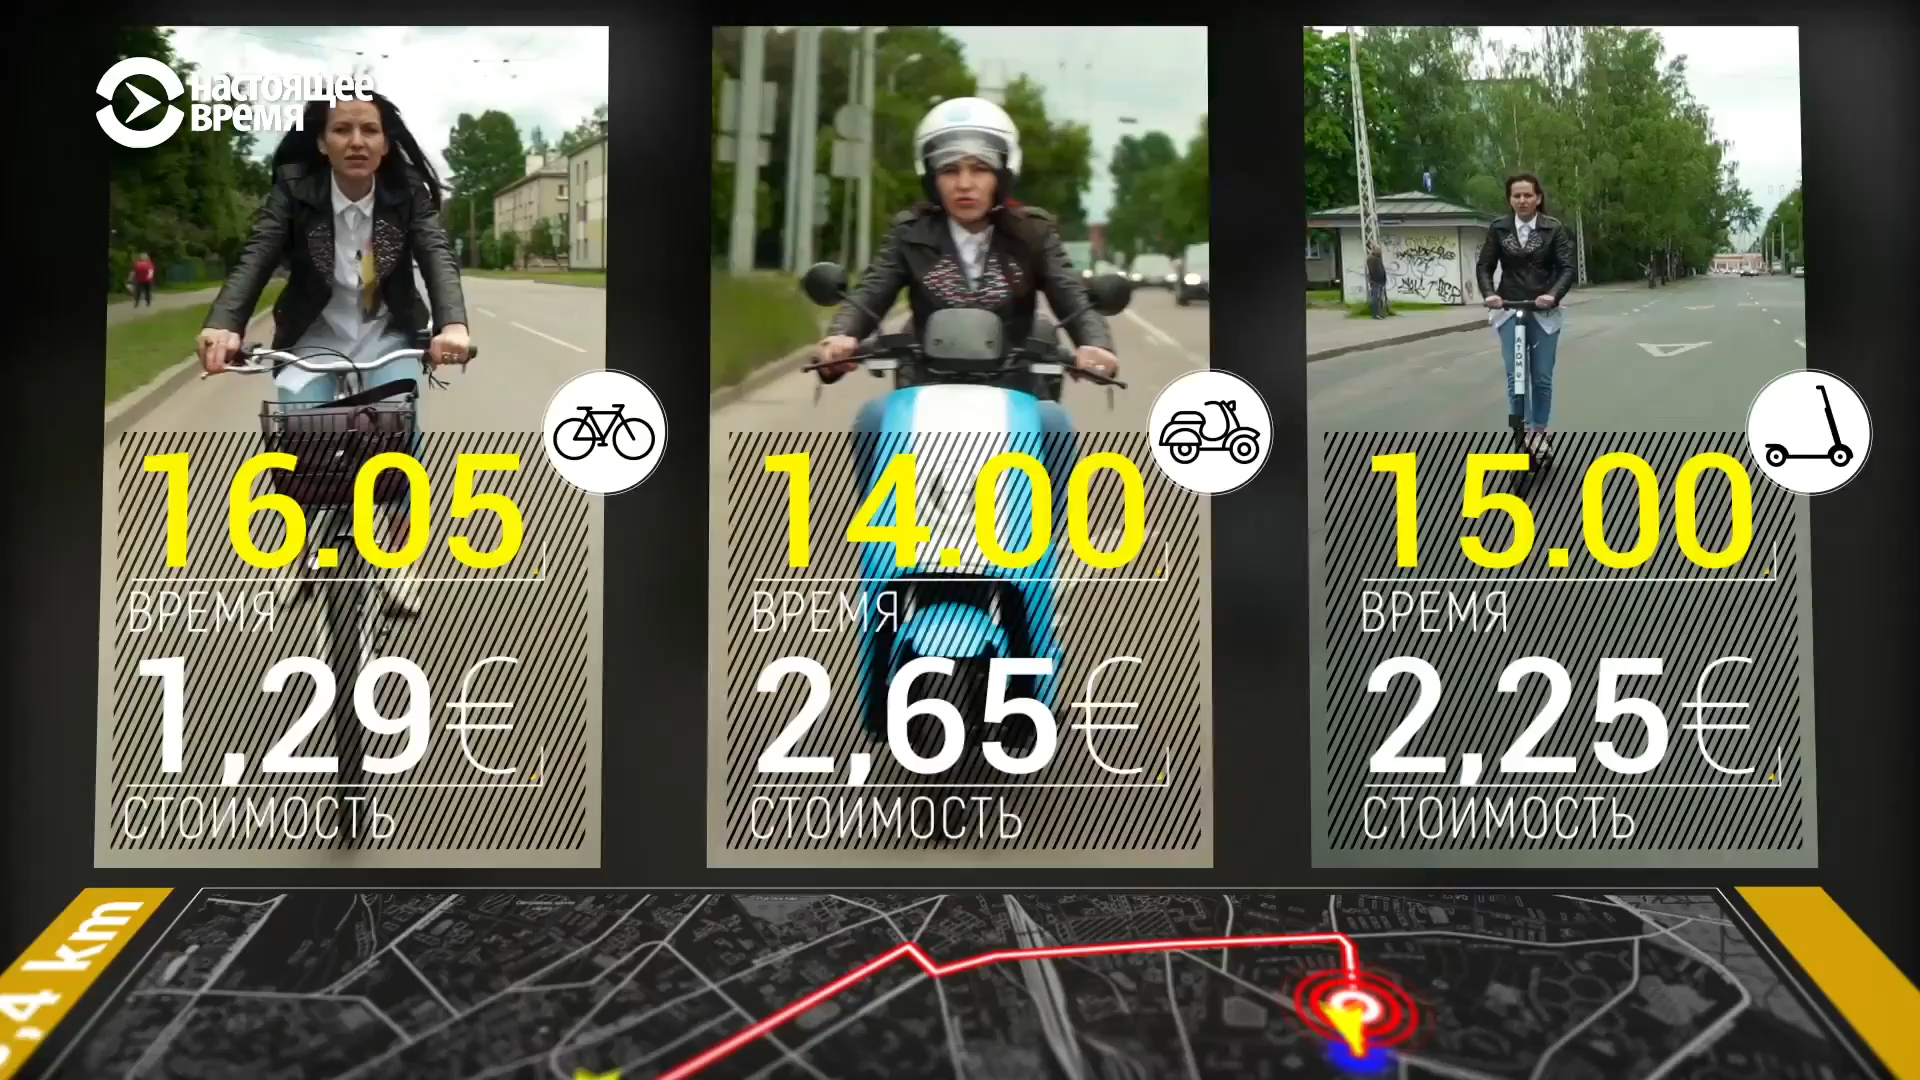 настоящее
время
16.05
ВРЕМЯ
1,29€
СТОИМОСТЬ
14.00
ВРЕМЯ
2,65€
СТОИМОСТЬ
ATOM
15.00
ВРЕМЯ
2,25€
СТОИМОСТЬ
,4 km